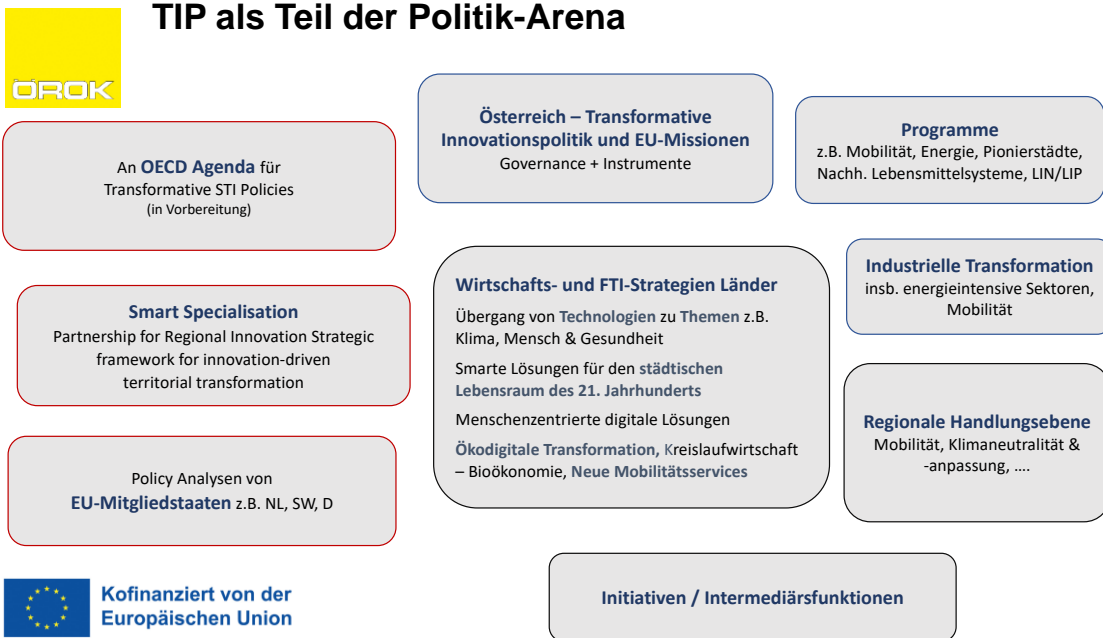 TIP als Teil der Politik-Arena
ÖROK
An OECD Agenda für
Transformative STI Policies
(in Vorbereitung)
Smart Specialisation
Partnership for Regional Innovation Strategic
framework for innovation-driven
territorial transformation
Policy Analysen von
EU-Mitgliedstaaten z.B. NL, SW, D
Österreich – Transformative
Innovationspolitik und EU-Missionen
Governance + Instrumente
Wirtschafts- und FTI-Strategien Länder
Übergang von Technologien zu Themen z.B.
Klima, Mensch & Gesundheit
Smarte Lösungen für den städtischen
Lebensraum des 21. Jahrhunderts
Menschenzentrierte digitale Lösungen
Ökodigitale Transformation, Kreislaufwirtschaft
– Bioökonomie, Neue Mobilitätsservices
Programme
z.B. Mobilität, Energie, Pionierstädte,
Nachh. Lebensmittelsysteme, LIN/LIP
Industrielle Transformation
insb. energieintensive Sektoren,
Mobilität
Regionale Handlungsebene
Mobilität, Klimaneutralität &
-anpassung, ….
Initiativen / Intermediärsfunktionen
Kofinanziert von der
Europäischen Union